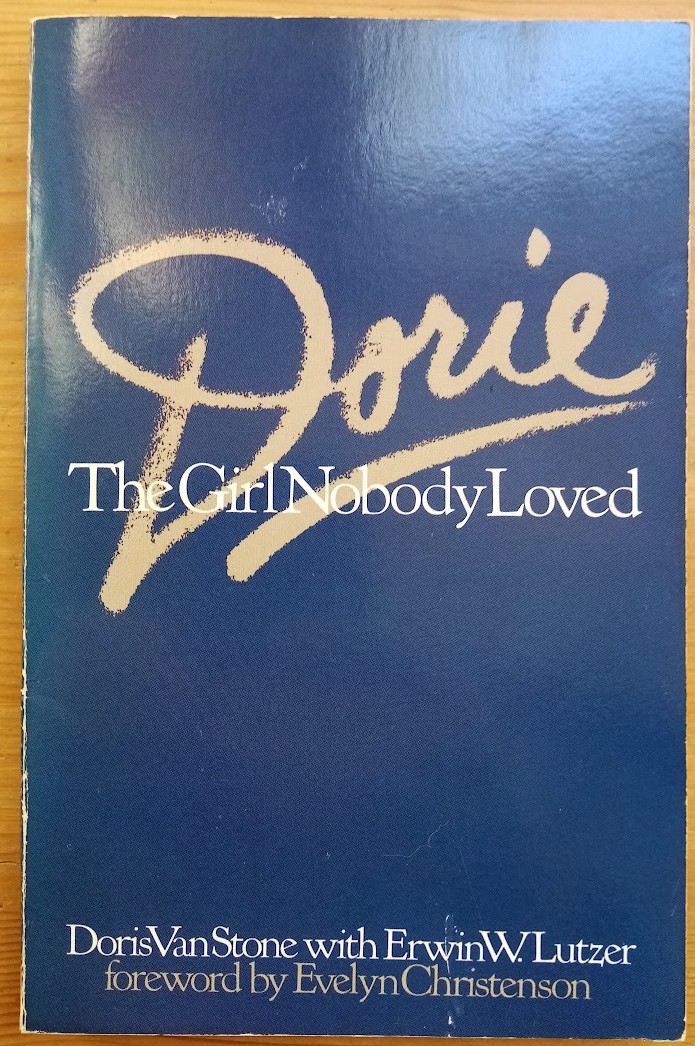 Dorie
The Girl Nobody Loved
Doris Van Stone with Erwin W. Lutzer
foreword by Evelyn Christenson